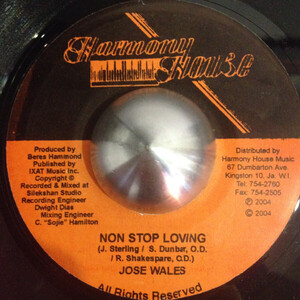 Harmony
House
Produced by
Beres Hammond
Published by
IXAT Music Inc.
Copyright ©
Recorded & Mixed at
Silekshan Studio
Recording Engineer
Dwight Dias
Mixing Engineer
C. "Sojie" Hamilton
Distributed by
Harmony House Music
67 Dumbarton Ave
Kingston 10, Ja. W.I
Tel: 754-2760
Fax: 754-2505
℗ 2004
© 2004
NON STOP LOVING
(J. Sterling / S. Dunbar, O.D.
/ R. Shakespare, O.D.)
JOSE WALES
All Rights Reserved